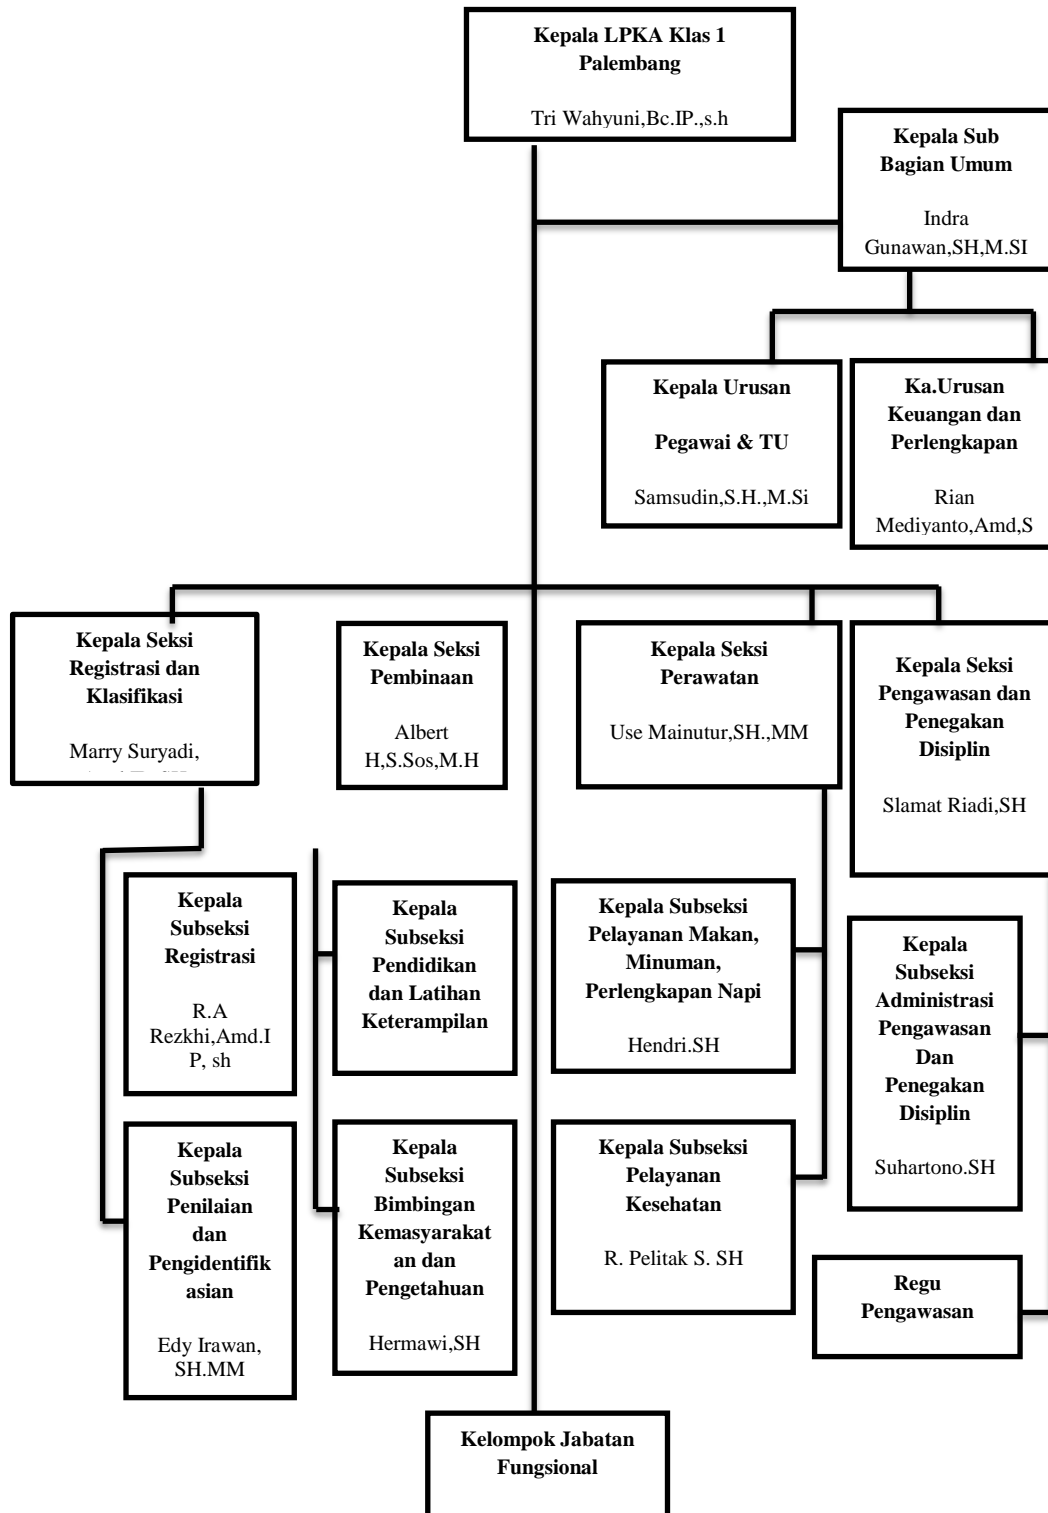 Kepala LPKA Klas 1
Palembang
Tri Wahyuni,Bc.IP.,s.h
Kepala Sub
Bagian Umum
Indra
Gunawan,SH,M.SI
Kepala Urusan
Pegawai & TU
Samsudin,S.H.,M.Si
Ka.Urusan
Keuangan dan
Perlengkapan
Rian
Mediyanto,Amd,S
Kepala Seksi
Registrasi dan
Klasifikasi
Marry Suryadi,
Kepala Seksi
Pembinaan
Albert
H,S.Sos,M.H
Kepala Seksi
Perawatan
Use Mainutur,SH.,MM
Kepala Seksi
Pengawasan dan
Penegakan
Disiplin
Slamat Riadi,SH
Kepala
Subseksi
Registrasi
R.A
Rezkhi,Amd.I
P, sh
Kepala
Subseksi
Pendidikan
dan Latihan
Keterampilan
Kepala Subseksi
Pelayanan Makan,
Minuman,
Perlengkapan Napi
Hendri.SH
Kepala
Subseksi
Administrasi
Pengawasan
Dan
Penegakan
Disiplin
Suhartono.SH
Kepala
Subseksi
Penilaian
dan
Pengidentifik
asian
Edy Irawan,
SH.MM
Kepala
Subseksi
Bimbingan
Kemasyarakat
an dan
Pengetahuan
Hermawi,SH
Kepala Subseksi
Pelayanan
Kesehatan
R. Pelitak S. SH
Regu
Pengawasan
Kelompok Jabatan
Fungsional